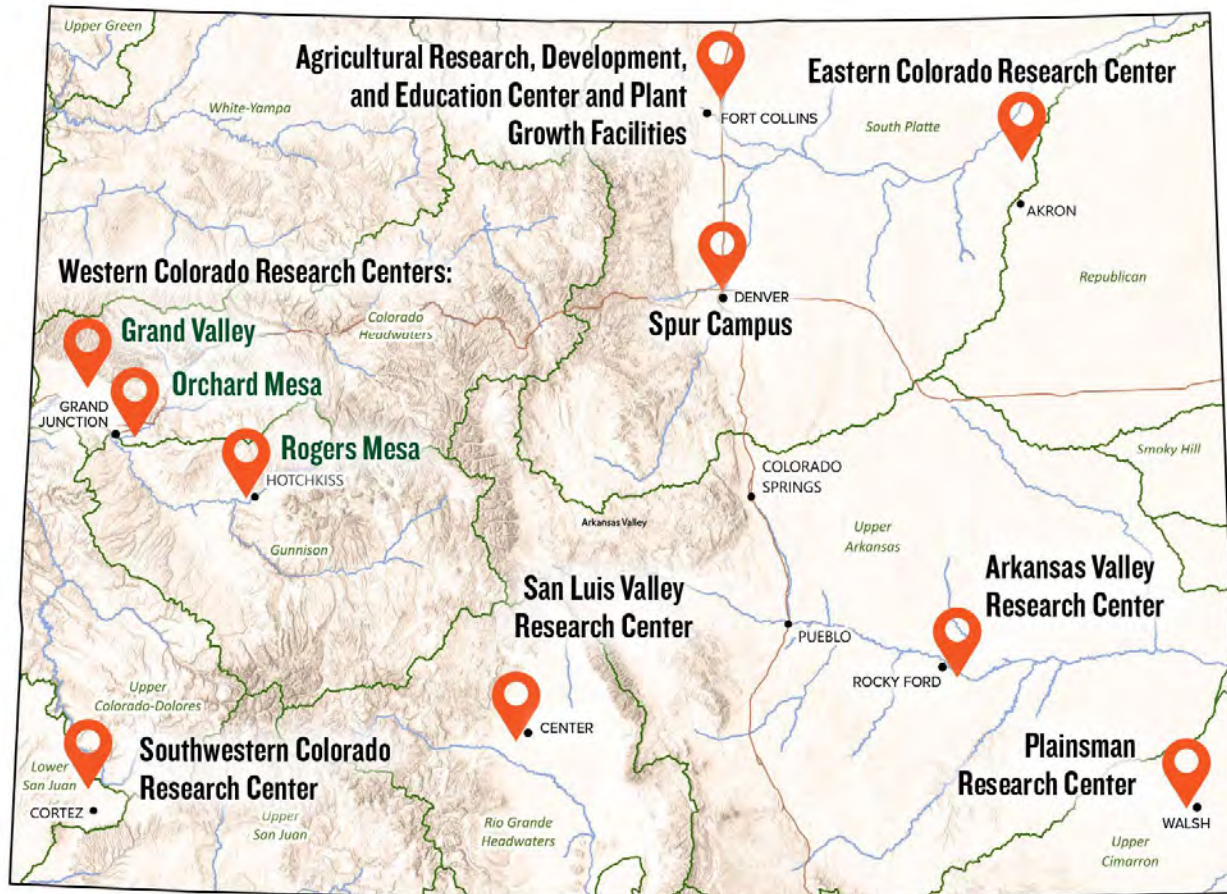 Upper Green
White-Yampa
Agricultural Research, Development,
and Education Center and Plant
Growth Facilities
FORT COLLINS
South Platte
Eastern Colorado Research Center
AKRON
Republican
Western Colorado Research Centers:
Grand Valley
Colorado
Headwaters
DENVER
Spur Campus
Orchard Mesa
GRAND
JUNCTION
Rogers Mesa
HOTCHKISS
Gunnison
COLORADO
SPRINGS
Smoky Hill
Arkansas Valley
Upper
Arkansas
San Luis Valley
Research Center
PUEBLO
Arkansas Valley
Research Center
ROCKY FORD
Upper
Colorado-Dolores
CENTER
Southwestern Colorado
Research Center
Lower
San Juan
CORTEZ
Upper
San Juan
Rio Grande
Headwaters
Plainsman
Research Center
WALSH
Upper
Cimarron